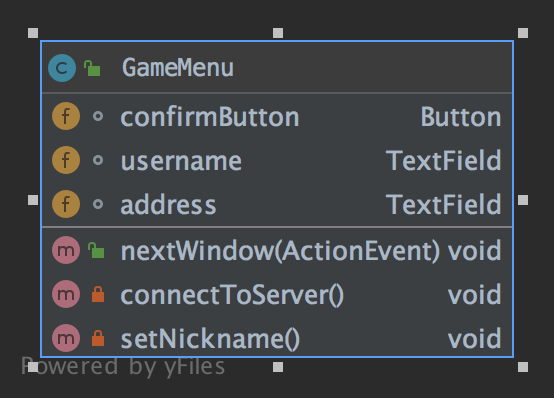 C GameMenu
f confirmButton Button
f username TextField
f address TextField
m nextWindow(ActionEvent) void
m connectToServer() void
m setNickname() void
Powered by yFiles